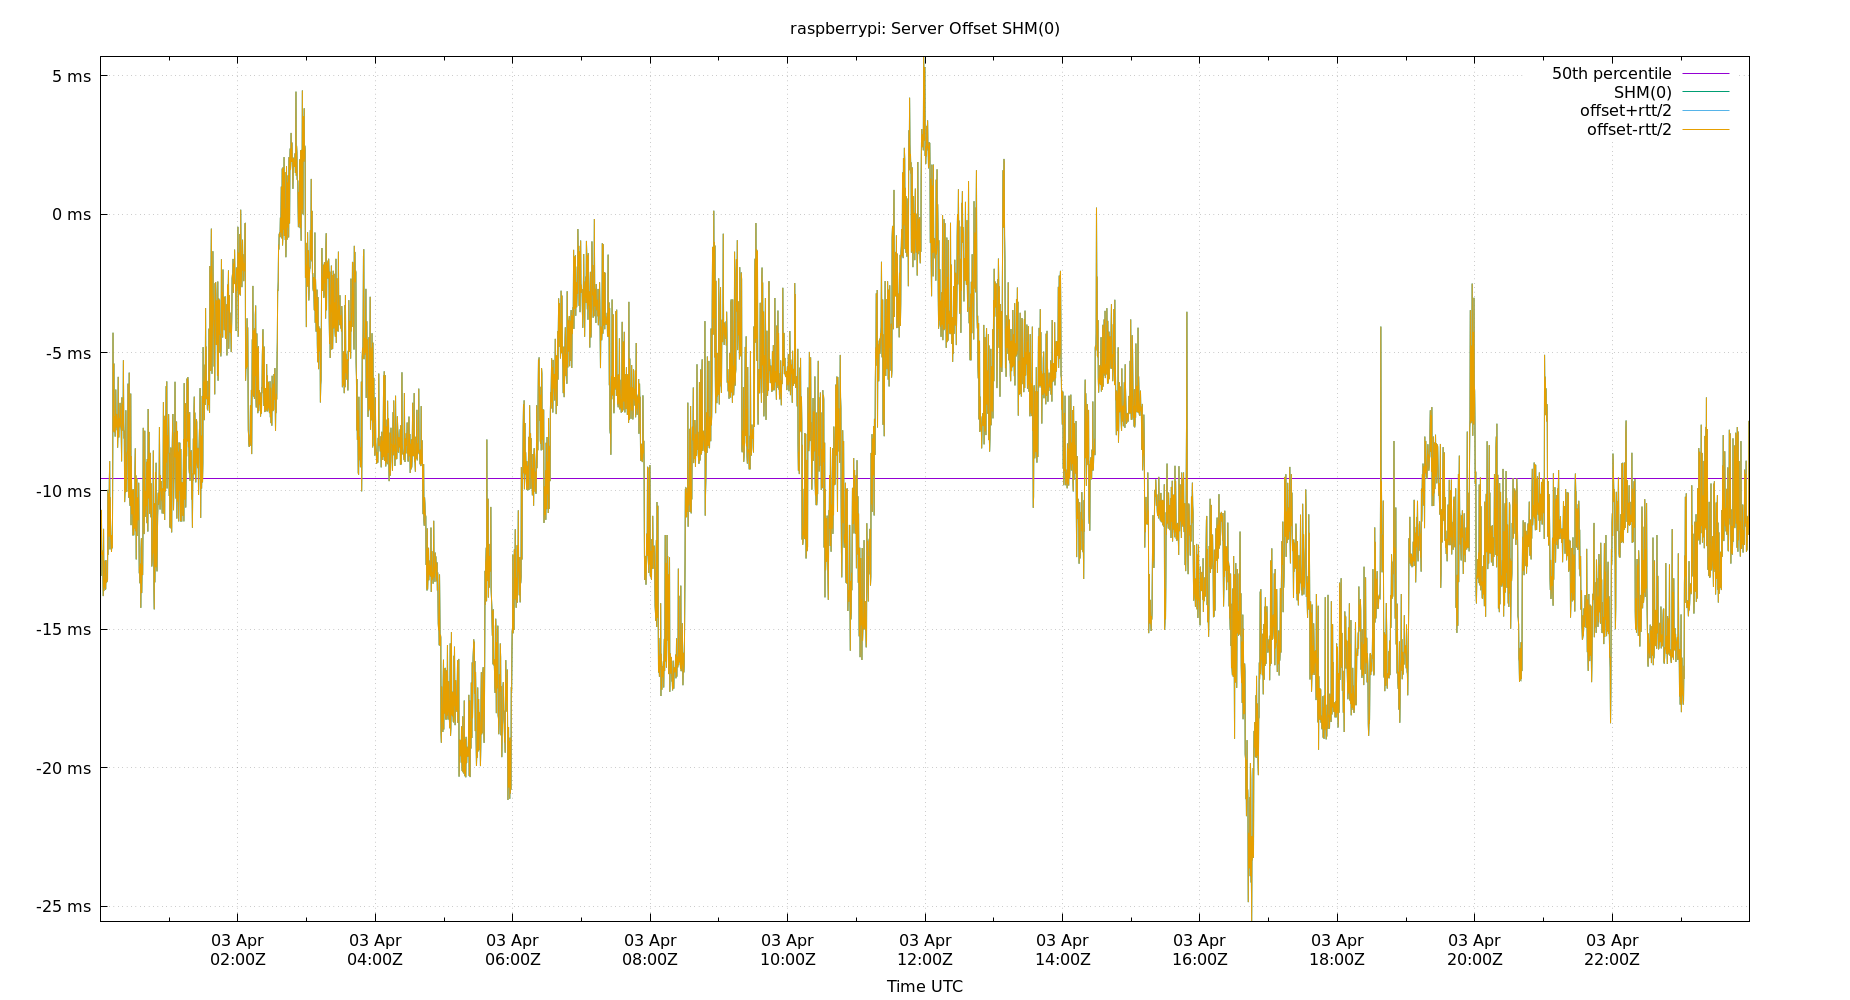 raspberrypi: Server Offset SHM(0)
5 ms
0 ms
-5 ms
-10 ms
-15 ms
-20 ms
-25 ms
50th percentile
SHM(0)
offset+rtt/2
offset-rtt/2
03 Apr 03 Apr 03 Apr 03 Apr 03 Apr 03 Apr 03 Apr 03 Apr 03 Apr 03 Apr 03 Apr
02:00Z 04:00Z 06:00Z 08:00Z 10:00Z 12:00Z 14:00Z 16:00Z 18:00Z 20:00Z 22:00Z
Time UTC